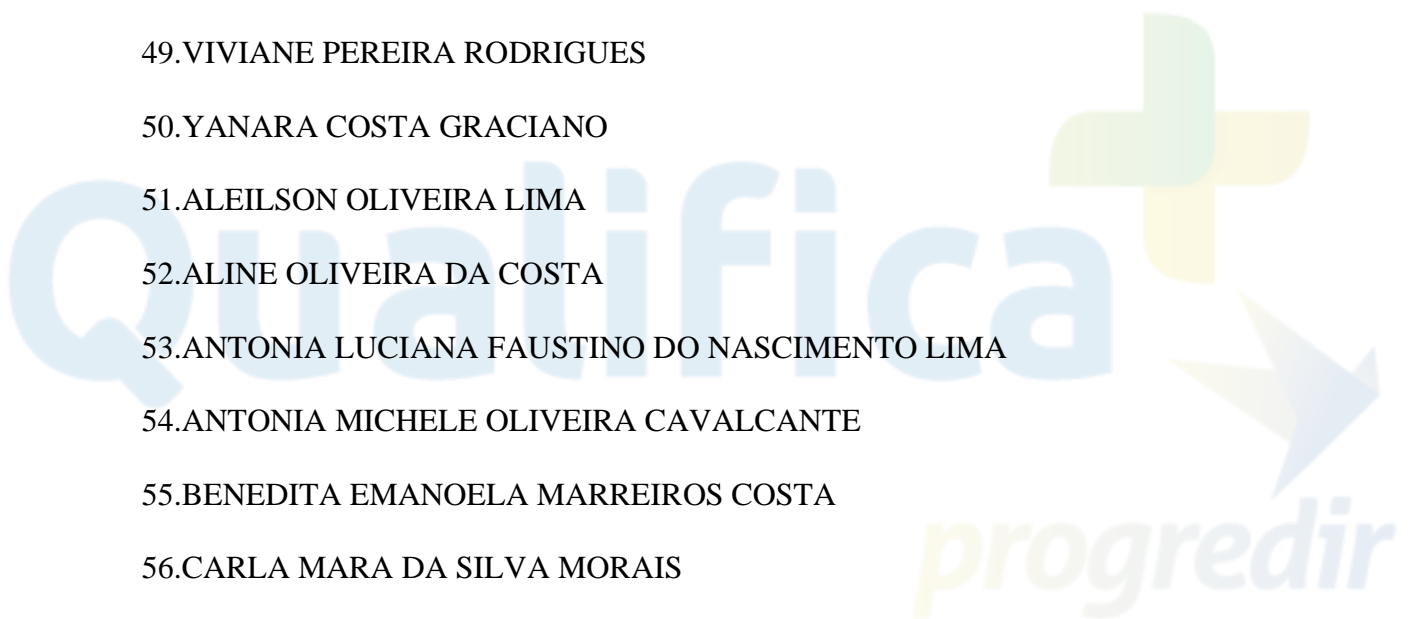 49.VIVIANE PEREIRA RODRIGUES
50.YANARA COSTA GRACIANO
51.ALEILSON OLIVEIRA LIMA
52.ALINE OLIVEIRA DA COSTA
53.ANTONIA LUCIANA FAUSTINO DO NASCIMENTO LIMA
54.ANTONIA MICHELE OLIVEIRA CAVALCANTE
55.BENEDITA EMANOELA MARREIROS COSTA
56.CARLA MARA DA SILVA MORAIS
Qualifica
progredir